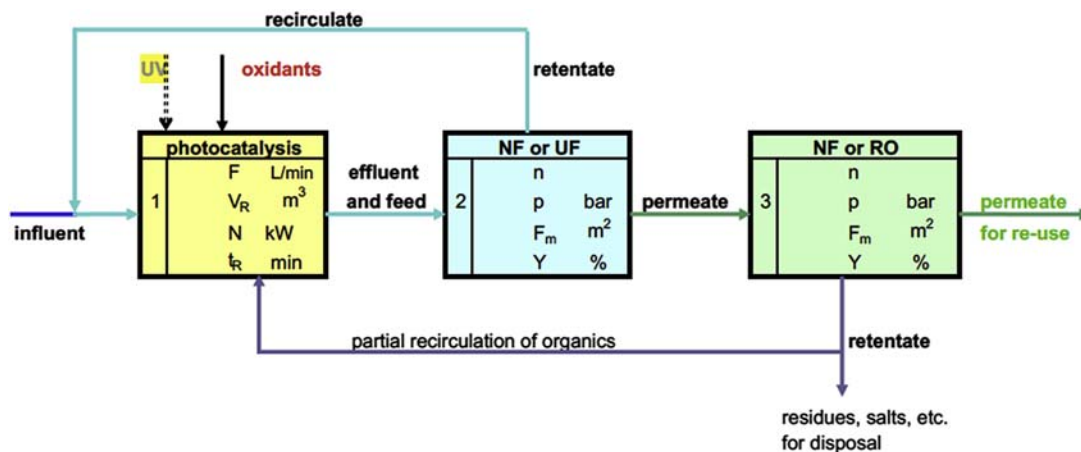 recirculate
UV
oxidants
retentate
photocatalysis
1
F L/min
V_R m³
N kW
t_R min
effluent
and feed
influent
NF or UF
2
n
p bar
F_m m²
Y %
permeate
NF or RO
3
n
p bar
F_m m²
Y %
permeate
for re-use
partial recirculation of organics
retentate
residues, salts, etc.
for disposal